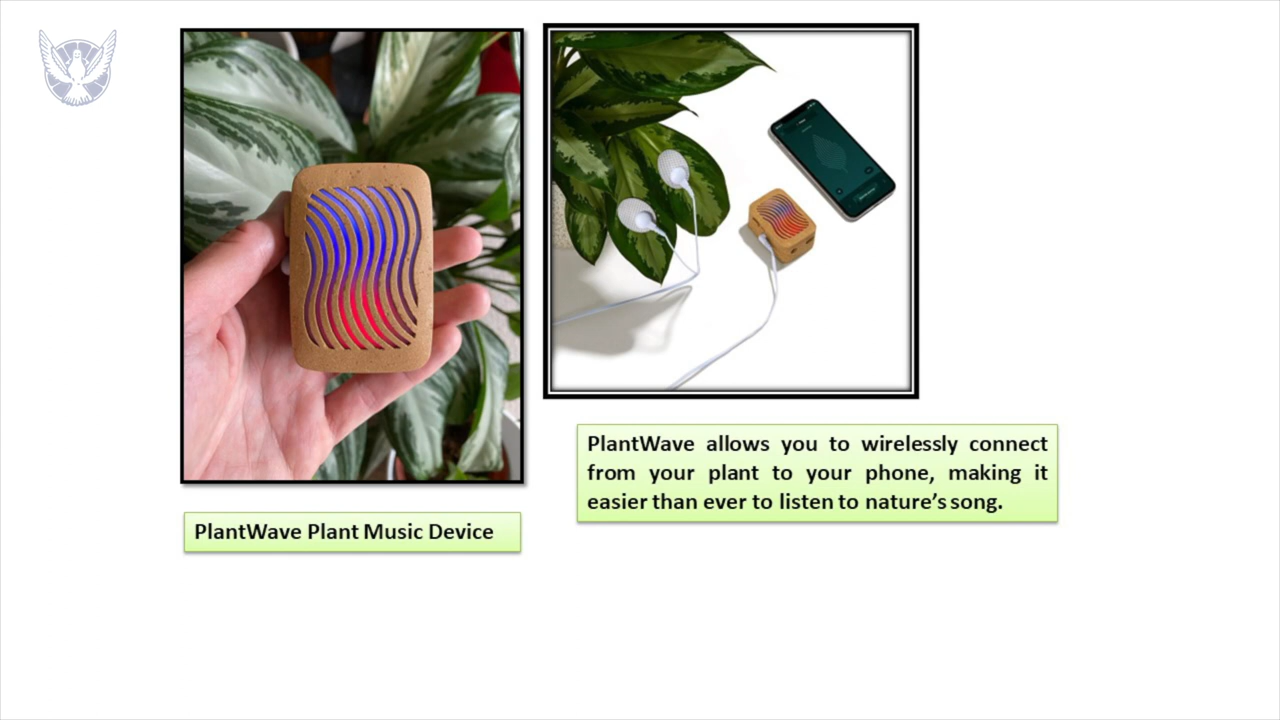 PlantWave Plant Music Device
PlantWave allows you to wirelessly connect
from your plant to your phone, making it
easier than ever to listen to nature's song.